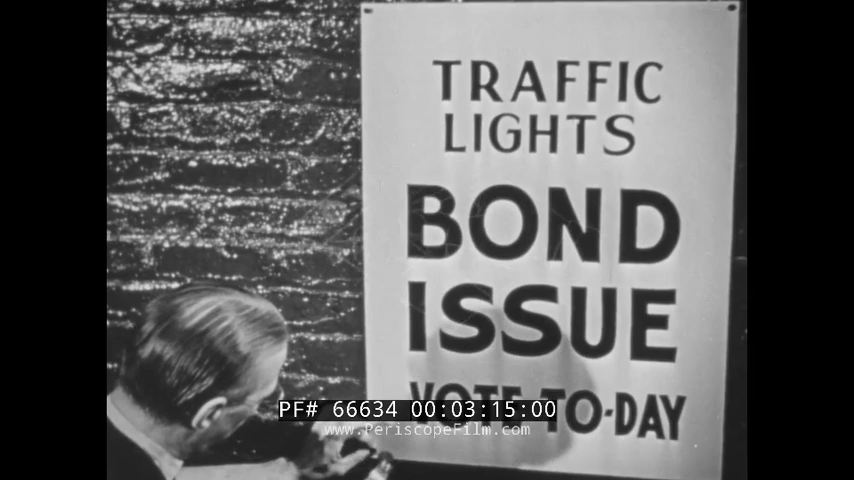 TRAFFIC
LIGHTS
BOND
ISSUE
VOTE TO-DAY
PF# 66634 00:03:15:00
www.PeriscopeFilm.com